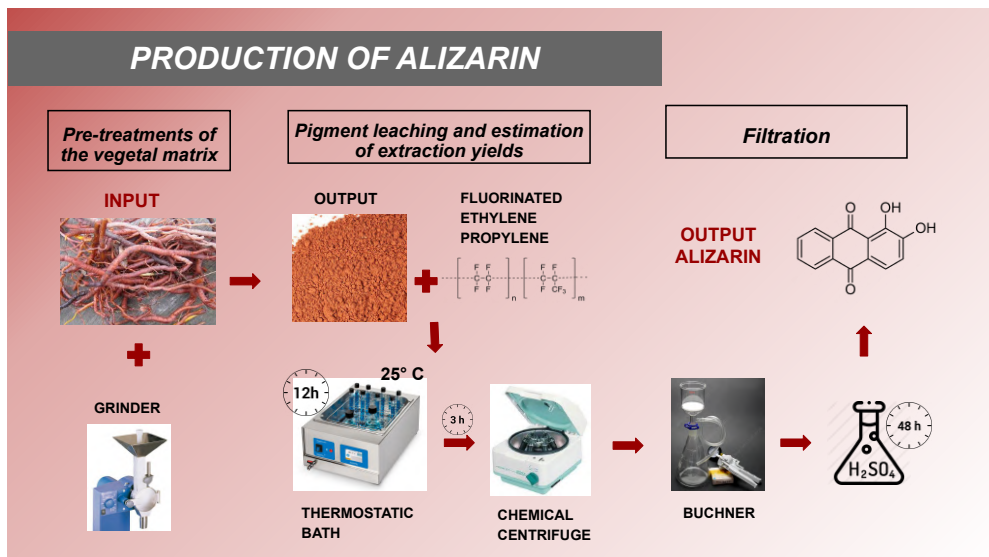 PRODUCTION OF ALIZARIN
Pre-treatments of
the vegetal matrix
INPUT
GRINDER
Pigment leaching and estimation
of extraction yields
OUTPUT
FLUORINATED
ETHYLENE
PROPYLENE
F F
C C
F F
n
F F
C C
F CF₃
m
12h
25° C
THERMOSTATIC
BATH
3 h
CHEMICAL
CENTRIFUGE
Filtration
OUTPUT
ALIZARIN
O OH
OH
O
BUCHNER
H₂SO₄
48 h